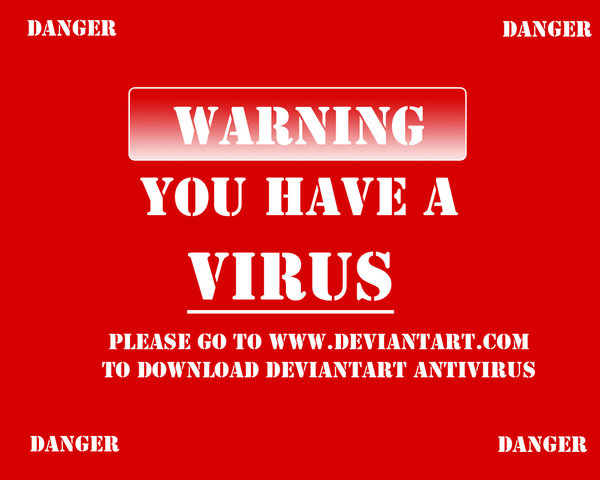 DANGER DANGER
WARNING
YOU HAVE A
VIRUS
PLEASE GO TO WWW.DEVIANTART.COM
TO DOWNLOAD DEVIANTART ANTIVIRUS
DANGER DANGER